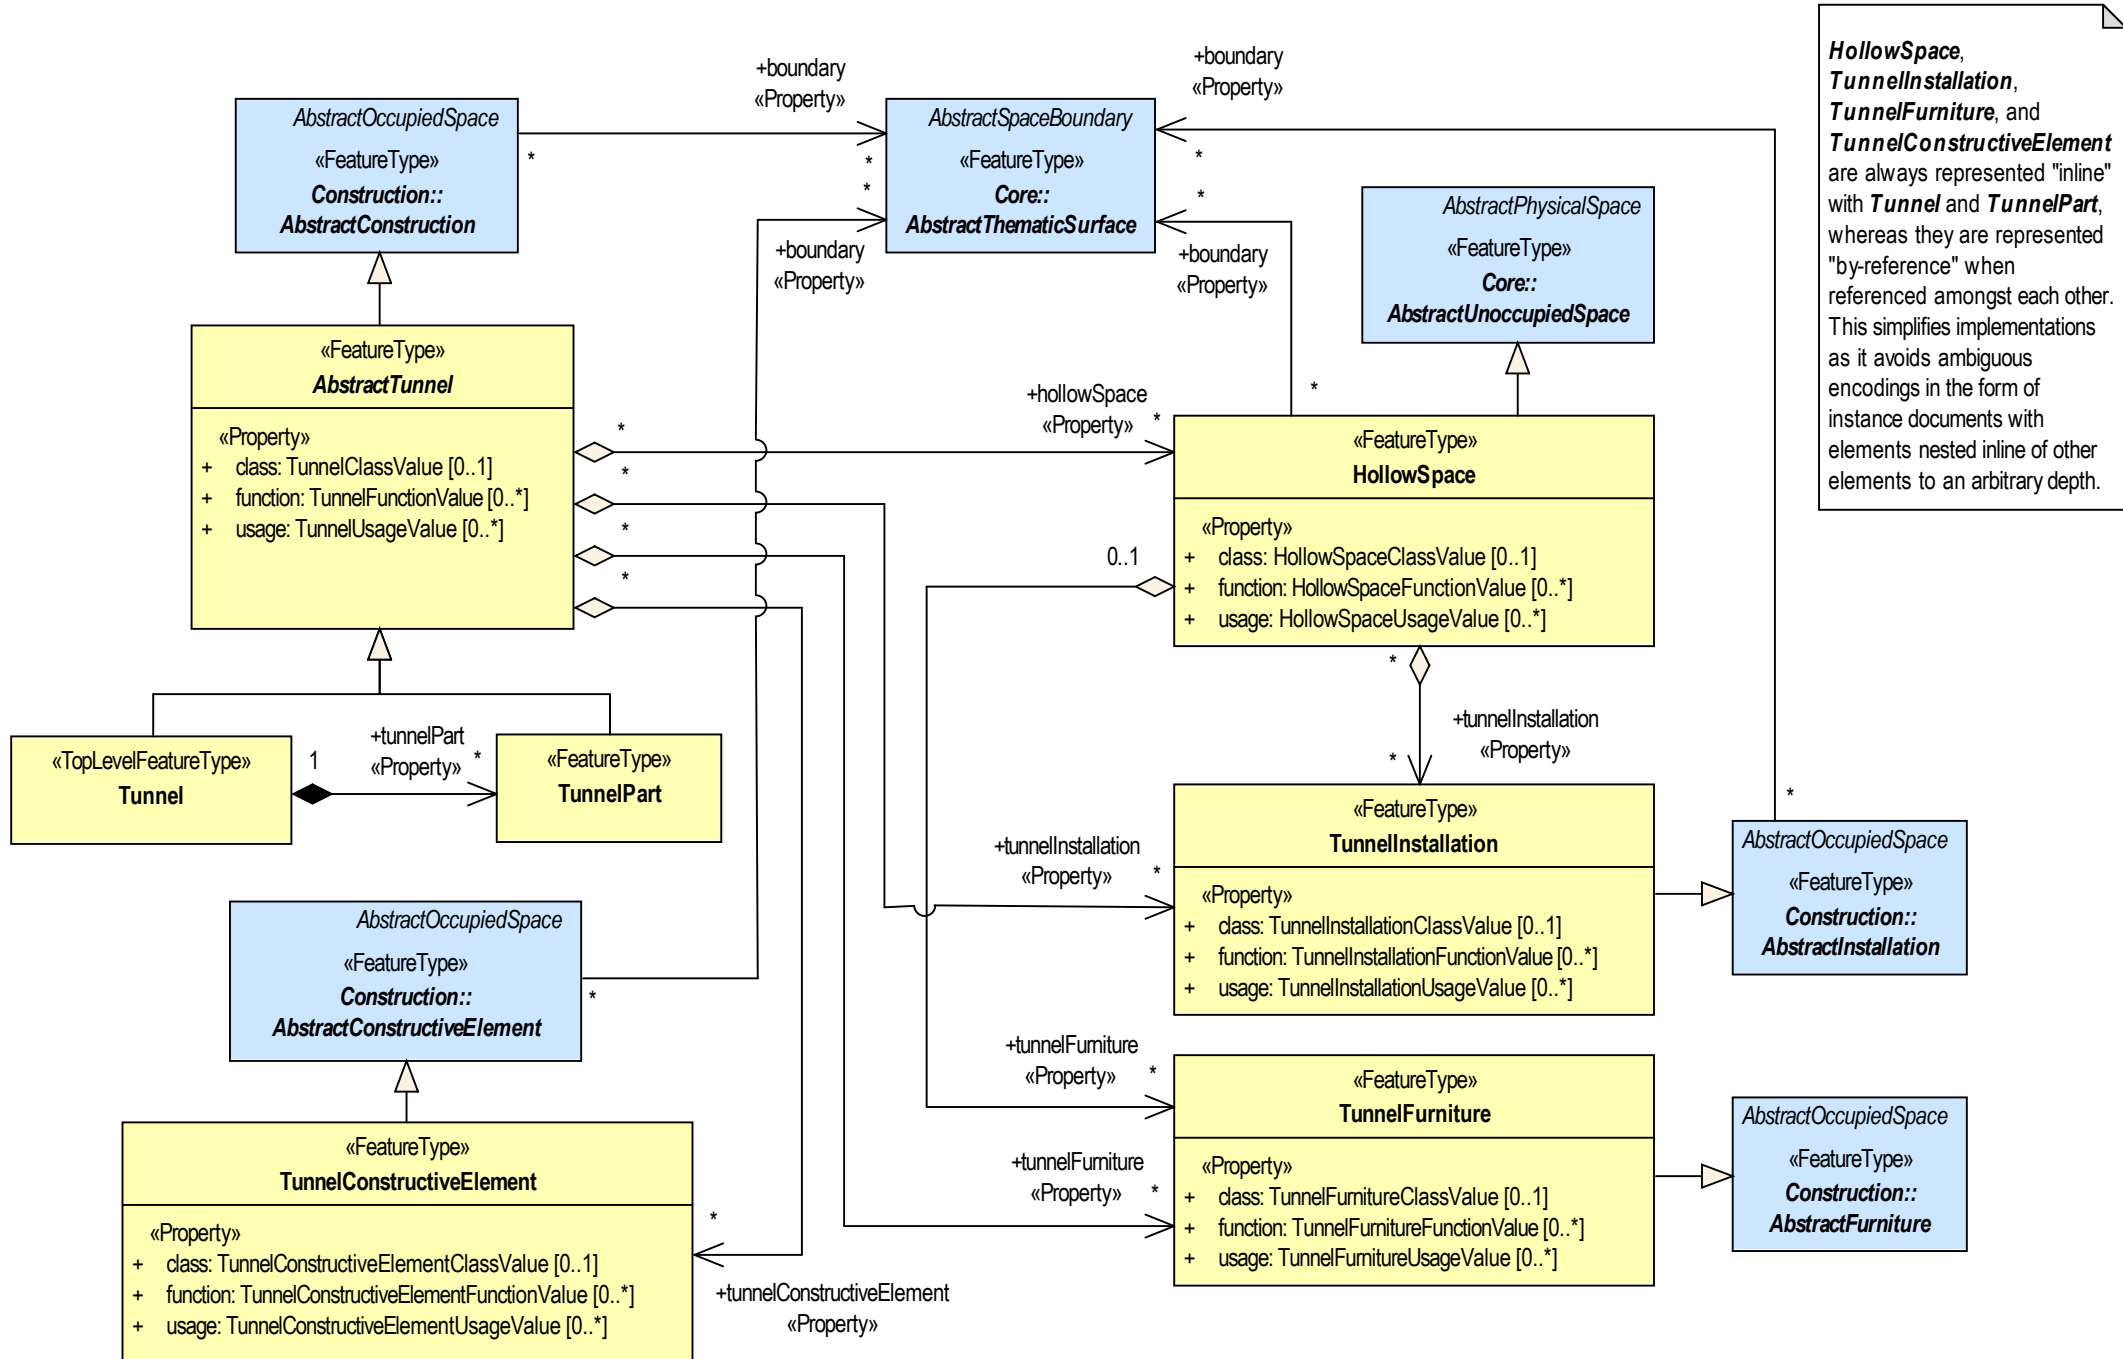 +boundary
«Property»
+boundary
«Property»
AbstractOccupiedSpace
«FeatureType»
Construction::
AbstractConstruction
*
*
*
AbstractSpaceBoundary
«FeatureType»
Core::
AbstractThematicSurface
*
*
+boundary
«Property»
+boundary
«Property»
AbstractPhysicalSpace
«FeatureType»
Core::
AbstractUnoccupiedSpace
HollowSpace,
TunnelInstallation,
TunnelFurniture, and
TunnelConstructiveElement
are always represented "inline"
with Tunnel and TunnelPart,
whereas they are represented
"by-reference" when
referenced amongst each other.
This simplifies implementations
as it avoids ambiguous
encodings in the form of
instance documents with
elements nested inline of other
elements to an arbitrary depth.
«FeatureType»
AbstractTunnel
«Property»
+ class: TunnelClassValue [0..1]
+ function: TunnelFunctionValue [0..*]
+ usage: TunnelUsageValue [0..*]
*
*
*
*
+hollowSpace
«Property»
*
*
«FeatureType»
HollowSpace
«Property»
+ class: HollowSpaceClassValue [0..1]
+ function: HollowSpaceFunctionValue [0..*]
+ usage: HollowSpaceUsageValue [0..*]
0..1
*
+tunnelInstallation
«Property»
*
«TopLevelFeatureType»
Tunnel
1
+tunnelPart
«Property»
*
«FeatureType»
TunnelPart
+tunnelInstallation
«Property»
*
«FeatureType»
TunnelInstallation
«Property»
+ class: TunnelInstallationClassValue [0..1]
+ function: TunnelInstallationFunctionValue [0..*]
+ usage: TunnelInstallationUsageValue [0..*]
*
AbstractOccupiedSpace
«FeatureType»
Construction::
AbstractInstallation
AbstractOccupiedSpace
«FeatureType»
Construction::
AbstractConstructiveElement
*
+tunnelFurniture
«Property»
*
+tunnelFurniture
«Property»
*
«FeatureType»
TunnelFurniture
«Property»
+ class: TunnelFurnitureClassValue [0..1]
+ function: TunnelFurnitureFunctionValue [0..*]
+ usage: TunnelFurnitureUsageValue [0..*]
AbstractOccupiedSpace
«FeatureType»
Construction::
AbstractFurniture
«FeatureType»
TunnelConstructiveElement
«Property»
+ class: TunnelConstructiveElementClassValue [0..1]
+ function: TunnelConstructiveElementFunctionValue [0..*]
+ usage: TunnelConstructiveElementUsageValue [0..*]
*
+tunnelConstructiveElement
«Property»